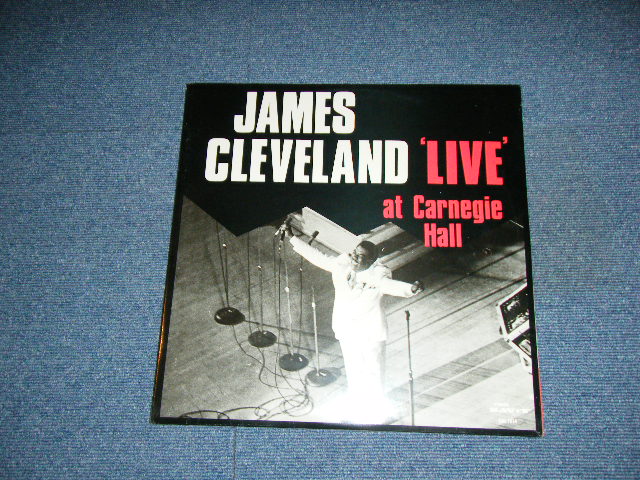 JAMES
CLEVELAND 'LIVE'
at Carnegie
Hall